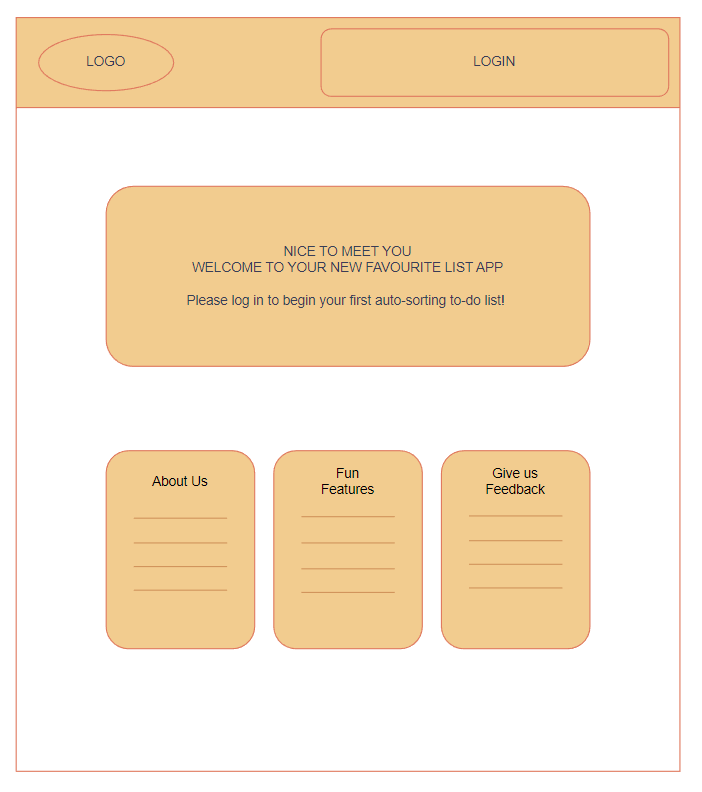 LOGO
LOGIN
NICE TO MEET YOU
WELCOME TO YOUR NEW FAVOURITE LIST APP
Please log in to begin your first auto-sorting to-do list!
About Us
Fun
Features
Give us
Feedback